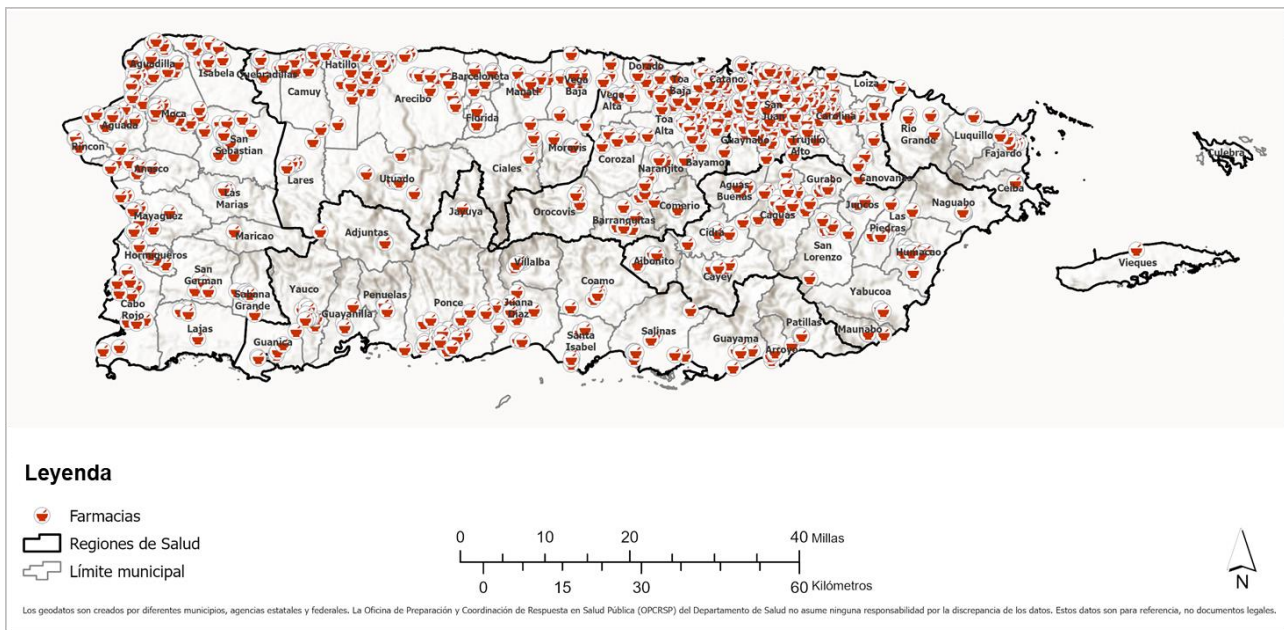 Aguadilla
Isabela
Quebradillas
Hatillo
Camuy
Arecibo
Barceloneta
Manati
Vega
Baja
Vega
Alta
Dorado
Toa
Baja
Catano
Loiza
San
Juan
Carolina
Aguada
Moca
Rincon
San
Sebastian
Florida
Toa
Alta
Guaynabo
Trujillo
Alto
Rio
Grande
Luquillo
Fajardo
Culebra
Anasco
Lares
Utuado
Ciales
Morovis
Corozal
Naranjito
Bayamon
Canovanas
Ceiba
Las
Marias
Mayaguez
Maricao
Adjuntas
Jayuya
Orocovis
Barranquitas
Comerio
Aguas
Buenas
Gurabo
Caguas
Juncos
Las
Piedras
Naguabo
Hormigueros
San
German
Sabana
Grande
Yauco
Guayanilla
Penuelas
Ponce
Villalba
Juana
Diaz
Coamo
Aibonito
Cidra
Cayey
San
Lorenzo
Humacao
Yabucoa
Vieques
Cabo
Rojo
Lajas
Guanica
Santa
Isabel
Salinas
Guayama
Patillas
Arroyo
Maunabo
Leyenda
Farmacias
Regiones de Salud
Límite municipal
0 10 20 40 Millas
0 15 30 60 Kilómetros
N
Los geodatos son creados por diferentes municipios, agencias estatales y federales. La Oficina de Preparación y Coordinación de Respuesta en Salud Pública (OPCRSP) del Departamento de Salud no asume ninguna responsabilidad por la discrepancia de los datos. Estos datos son para referencia, no documentos legales.